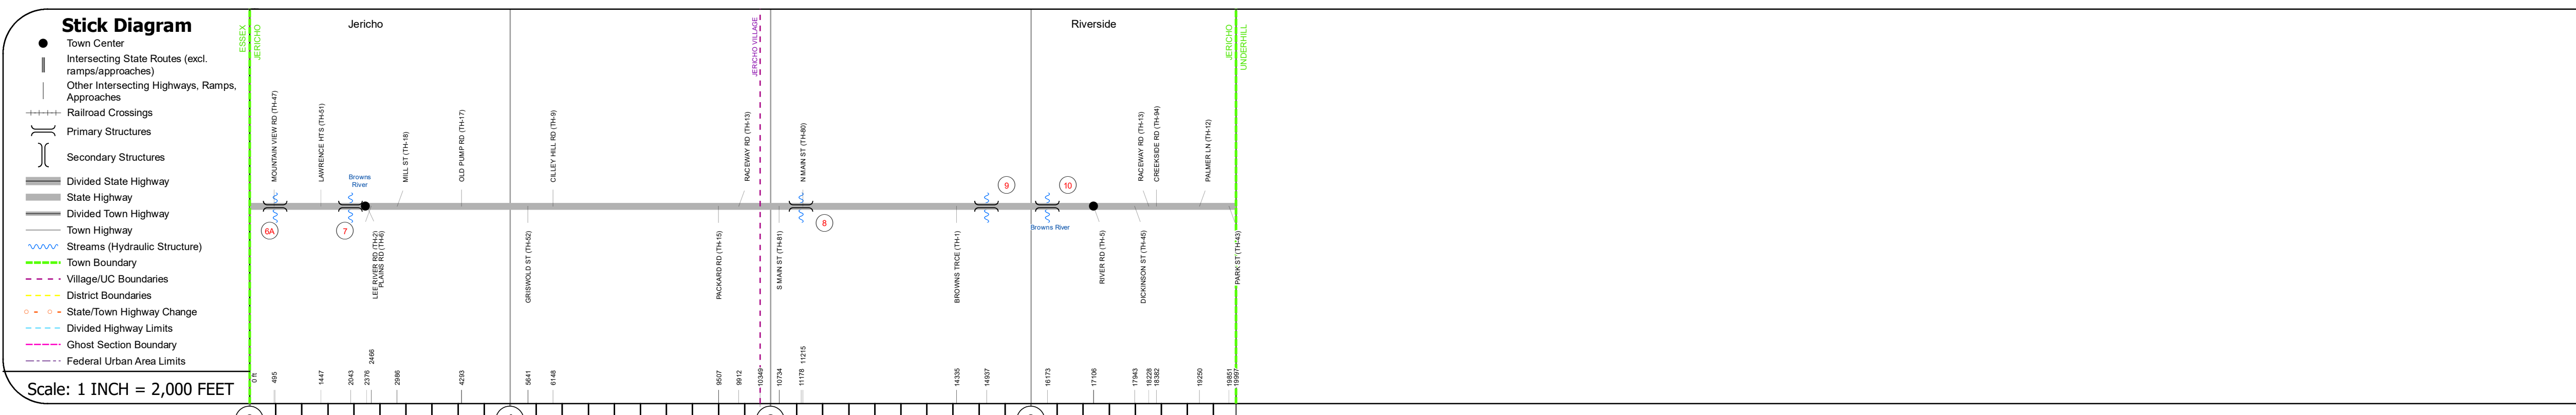 Stick Diagram
Town Center
Intersecting State Routes (excl.
ramps/approaches)
Other Intersecting Highways, Ramps,
Approaches
Railroad Crossings
Primary Structures
Secondary Structures
Divided State Highway
State Highway
Divided Town Highway
Town Highway
Streams (Hydraulic Structure)
Town Boundary
Village/UC Boundaries
District Boundaries
State/Town Highway Change
Divided Highway Limits
Ghost Section Boundary
Federal Urban Area Limits
Scale: 1 INCH = 2,000 FEET
ESSEX
JERICHO
Jericho
JERICHO VILLAGE
Riverside
JERICHO
UNDERHILL
MOUNTAIN VIEW RD (TH-47)
LAWRENCE HTS (TH-51)
Browns
River
MILL ST (TH-18)
OLD PUMP RD (TH-17)
CILLEY HILL RD (TH-9)
RACEWAY RD (TH-13)
N MAIN ST (TH-80)
RACEWAY RD (TH-13)
CREEKSIDE RD (TH-94)
PALMER LN (TH-12)
6A
7
8
9
10
Browns River
LEE RIVER RD (TH-2)
PLAINS RD (TH-6)
GRISWOLD ST (TH-52)
PACKARD RD (TH-15)
S MAIN ST (TH-81)
BROWNS TRCE (TH-1)
RIVER RD (TH-5)
DICKINSON ST (TH-45)
PARK ST (TH-43)
0 ft
495
1447
2043
2376
2466
2986
4293
5641
6148
9507
9912
10349
10734
11178
11215
14335
14937
16173
17106
17943
18228
18382
19250
19851
19997